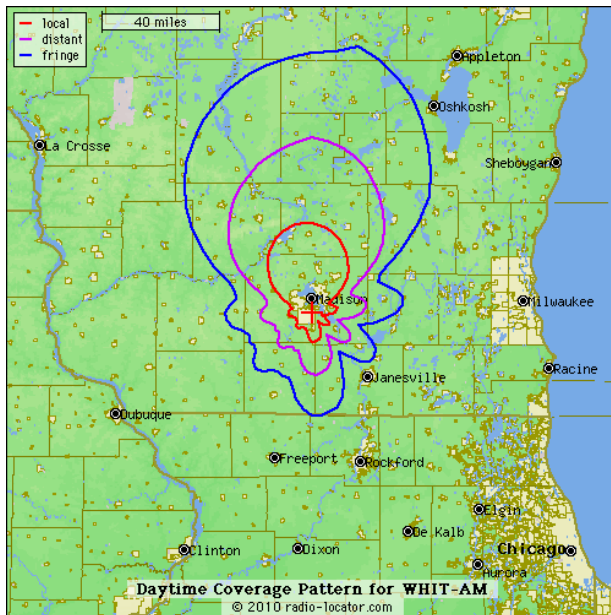 local
distant
fringe
40 miles
Appleton
Oshkosh
La Crosse
Sheboygan
Madison
Milwaukee
Janesville
Racine
Dubuque
Freeport
Rockford
Elgin
De Kalb
Clinton
Dixon
Chicago
Aurora
Daytime Coverage Pattern for WHIT-AM
© 2010 radio-locator.com